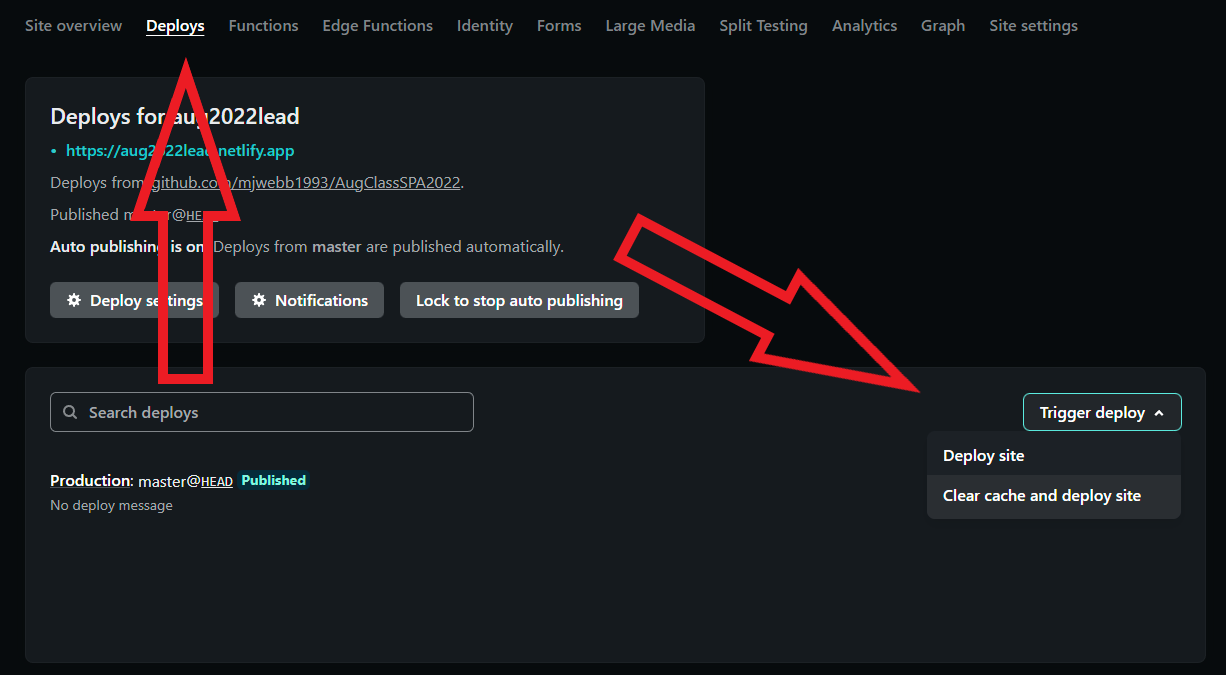 Site overview Deploys Functions Edge Functions Identity Forms Large Media Split Testing Analytics Graph Site settings
Deploys for aug2022lead
• https://aug2022lead.netlify.app
Deploys from github.com/mjwebb1993/AugClassSPA2022.
Published master@HEAD
Auto publishing is on. Deploys from master are published automatically.
Deploy settings Notifications Lock to stop auto publishing
Search deploys Trigger deploy
Deploy site
Production: master@HEAD Published
Clear cache and deploy site
No deploy message